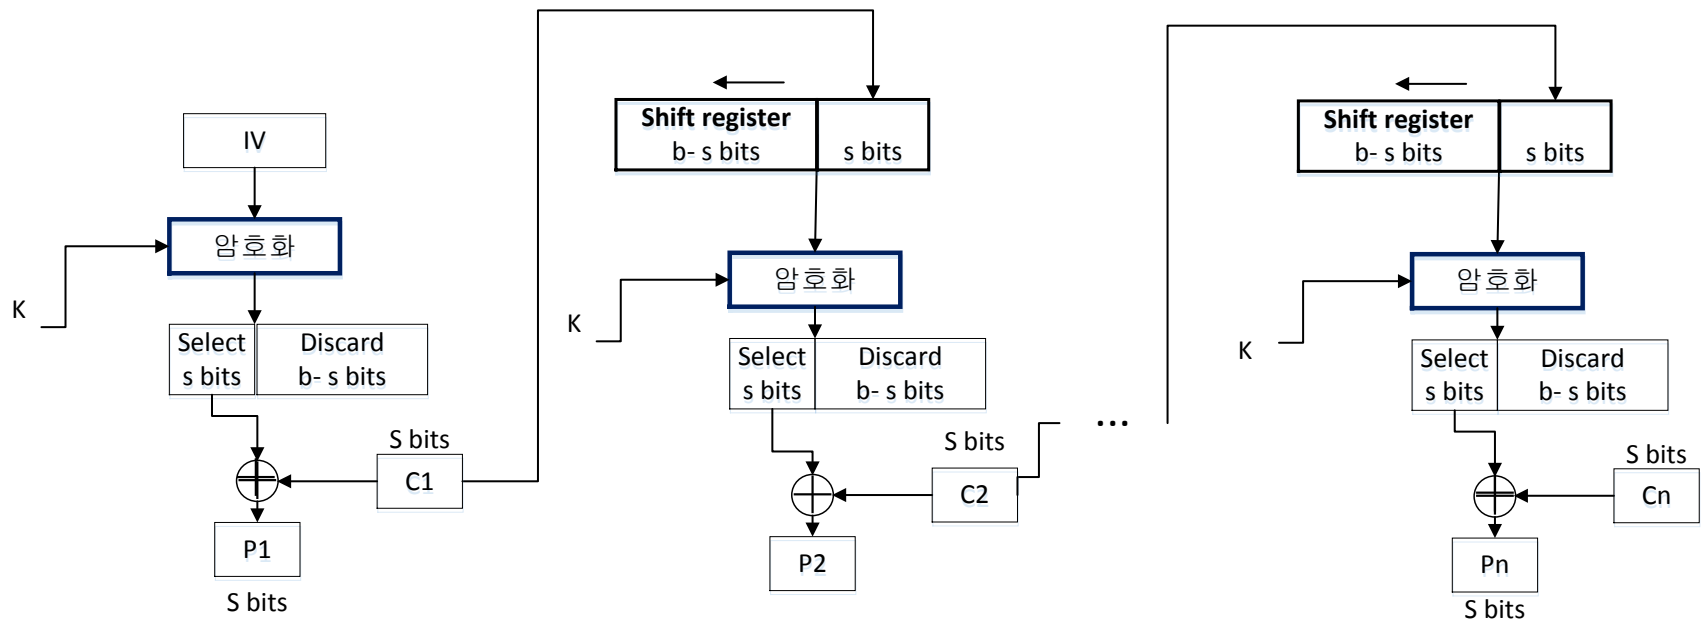 IV
암호화
K
Select
s bits
Discard
b- s bits
S bits
C1
P1
S bits
Shift register
b- s bits
s bits
암호화
K
Select
s bits
Discard
b- s bits
S bits
C2
P2
...
Shift register
b- s bits
s bits
암호화
K
Select
s bits
Discard
b- s bits
S bits
Cn
Pn
S bits